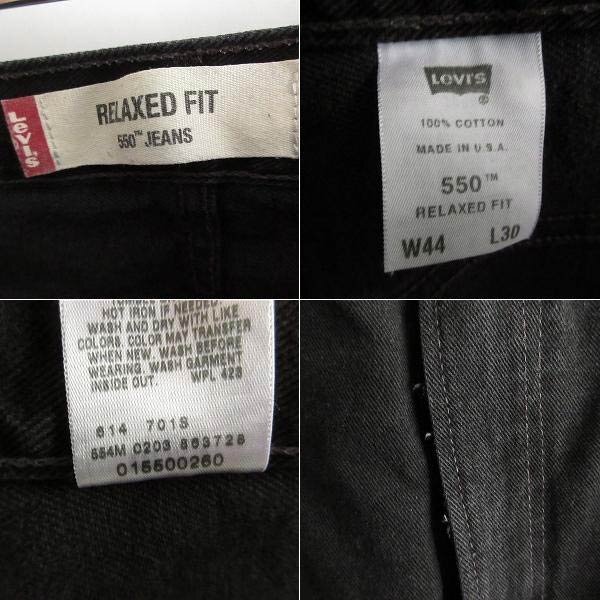 Levi's
RELAXED FIT
550™ JEANS
LEVI'S
®
100% COTTON
MADE IN U.S.A.
550™
RELAXED FIT
W44 L30
HOT IRON IF NEEDED.
WASH AND DRY WITH LIKE
COLORS. COLOR MAY TRANSFER
WHEN NEW. WASH BEFORE
WEARING. WASH GARMENT
INSIDE OUT. WPL 423
614 701S
554M 0203 863728
015500260